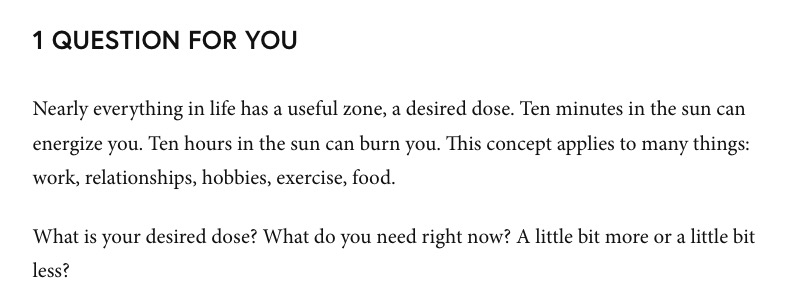 1 QUESTION FOR YOU
Nearly everything in life has a useful zone, a desired dose. Ten minutes in the sun can
energize you. Ten hours in the sun can burn you. This concept applies to many things:
work, relationships, hobbies, exercise, food.
What is your desired dose? What do you need right now? A little bit more or a little bit
less?